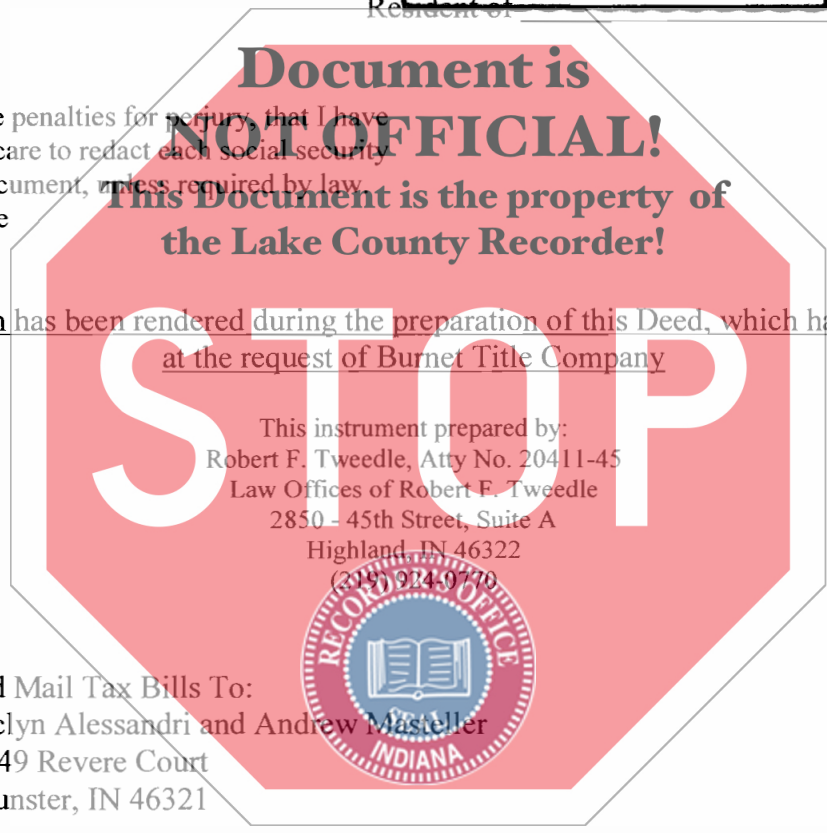 Resident of
Document is
NOT OFFICIAL!
This Document is the property of
the Lake County Recorder!
e penalties for perjury, that I have
care to redact each social security
cument, unless required by law.
e
n has been rendered during the preparation of this Deed, which ha
at the request of Burnet Title Company
STOP
This instrument prepared by:
Robert F. Tweedle, Atty No. 20411-45
Law Offices of Robert F. Tweedle
2850 - 45th Street, Suite A
Highland, IN 46322
(219) 924-0770
RECORDER'S OFFICE
SEAL
INDIANA
d Mail Tax Bills To:
clyn Alessandri and Andrew Masteller
49 Revere Court
unster, IN 46321